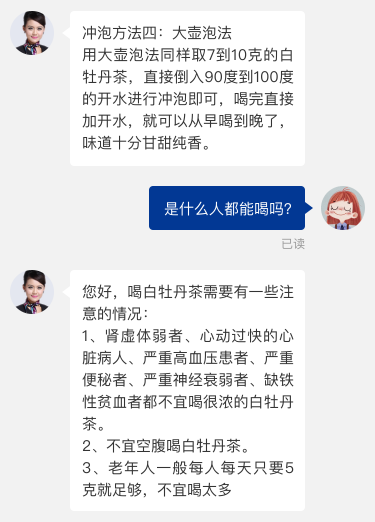 冲泡方法四：大壶泡法
用大壶泡法同样取7到10克的白
牡丹茶，直接倒入90度到100度
的开水进行冲泡即可，喝完直接
加开水，就可以从早喝到晚了，
味道十分甘甜纯香。
是什么人都能喝吗？
已读
您好，喝白牡丹茶需要有一些注
意的情况：
1、肾虚体弱者、心动过快的心
脏病人、严重高血压患者、严重
便秘者、严重神经衰弱者、缺铁
性贫血者都不宜喝很浓的白牡丹
茶。
2、不宜空腹喝白牡丹茶。
3、老年人一般每人每天只要5
克就足够，不宜喝太多